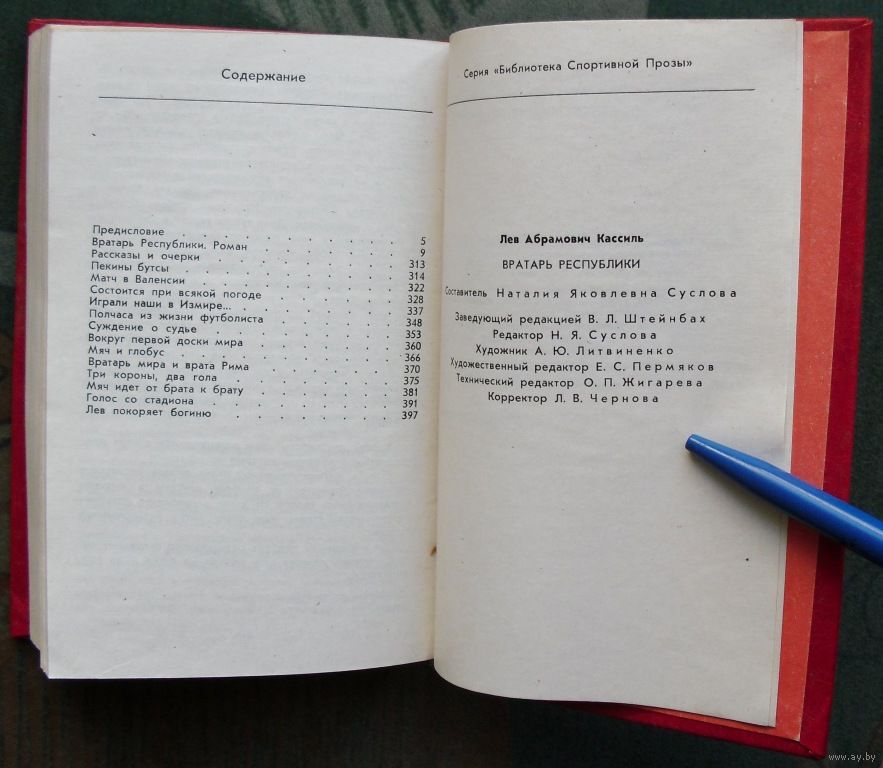 Содержание
Предисловие . . . . . . . . . . 5
Вратарь Республики. Роман . . . . . . . 9
Рассказы и очерки . . . . . . . . 313
Пекины бутсы . . . . . . . . . 314
Матч в Валенсии . . . . . . . . 322
Состоится при всякой погоде . . . . . . 328
Играли наши в Измире... . . . . . . . 337
Полчаса из жизни футболиста . . . . . . 348
Суждение о судье . . . . . . . . 353
Вокруг первой доски мира . . . . . . . 360
Мяч и глобус . . . . . . . . . 366
Вратарь мира и врата Рима . . . . . . 370
Три короны, два гола . . . . . . . 375
Мяч идет от брата к брату . . . . . . 381
Голос со стадиона . . . . . . . . 391
Лев покоряет богиню . . . . . . . 397
Серия «Библиотека Спортивной Прозы»
Лев Абрамович Кассиль
ВРАТАРЬ РЕСПУБЛИКИ
Составитель Наталия Яковлевна Суслова
Заведующий редакцией В. Л. Штейнбах
Редактор Н. Я. Суслова
Художник А. Ю. Литвиненко
Художественный редактор Е. С. Пермяков
Технический редактор О. П. Жигарева
Корректор Л. В. Чернова
www.ay.by